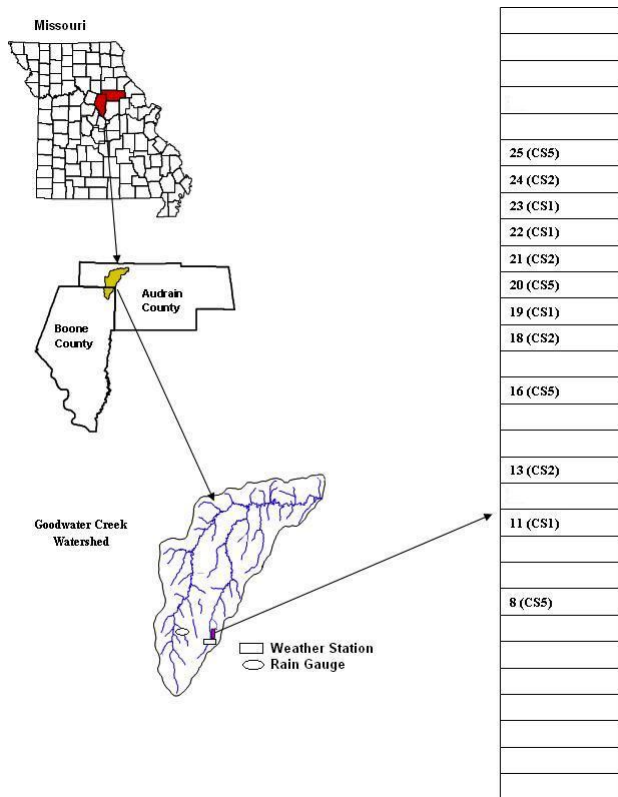 Missouri
Audrain
County
Boone
County
Goodwater Creek
Watershed
Weather Station
Rain Gauge
25 (CS5)
24 (CS2)
23 (CS1)
22 (CS1)
21 (CS2)
20 (CS5)
19 (CS1)
18 (CS2)
16 (CS5)
13 (CS2)
11 (CS1)
8 (CS5)